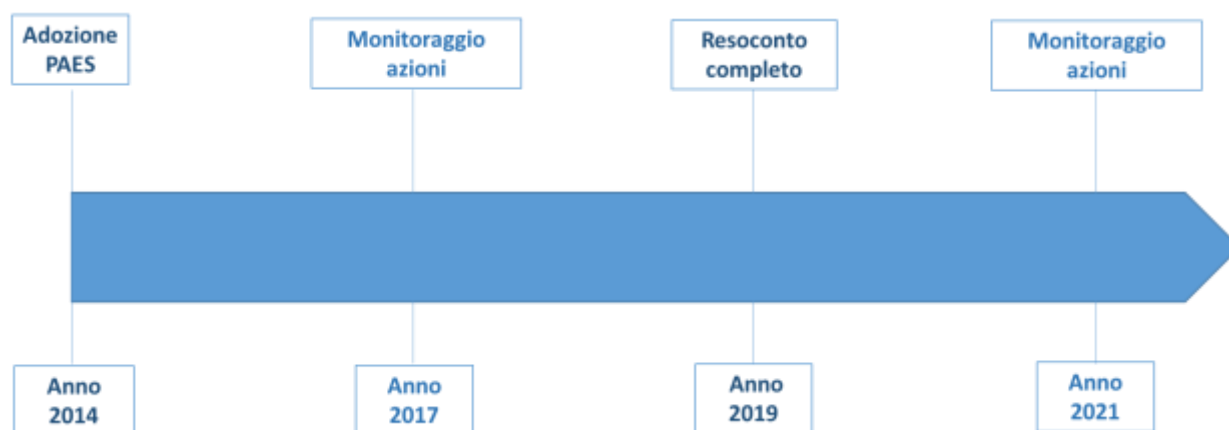 Adozione
PAES
Monitoraggio
azioni
Resoconto
completo
Monitoraggio
azioni
Anno
2014
Anno
2017
Anno
2019
Anno
2021